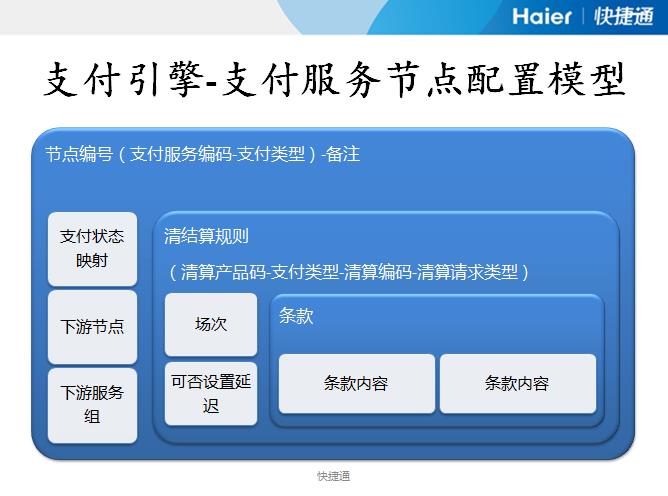 Haier 快捷通
支付引擎-支付服务节点配置模型
节点编号（支付服务编码-支付类型）-备注
支付状态
映射
下游节点
下游服务
组
清结算规则
（清算产品码-支付类型-清算编码-清算请求类型）
场次
可否设置延
迟
条款
条款内容
条款内容
快捷通